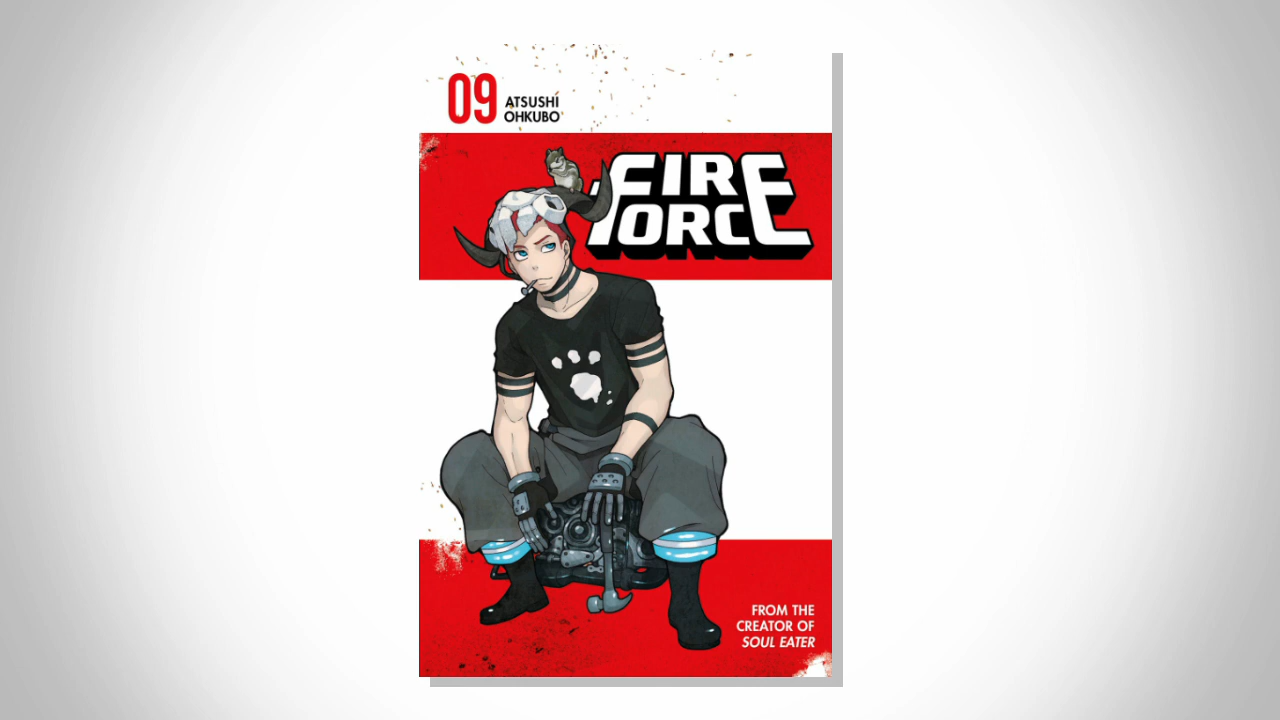 09
ATSUSHI
OHKUBO
FIRE
FORCE
FROM THE
CREATOR OF
SOUL EATER